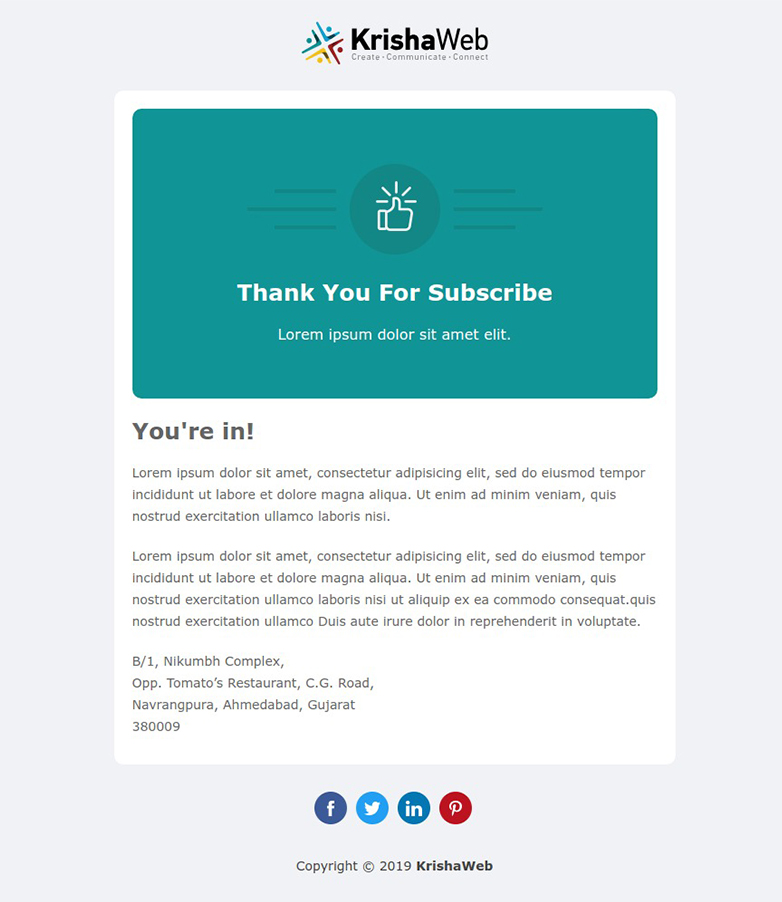 KrishaWeb
Create·Communicate·Connect
Thank You For Subscribe
Lorem ipsum dolor sit amet elit.
You're in!
Lorem ipsum dolor sit amet, consectetur adipisicing elit, sed do eiusmod tempor
incididunt ut labore et dolore magna aliqua. Ut enim ad minim veniam, quis
nostrud exercitation ullamco laboris nisi.
Lorem ipsum dolor sit amet, consectetur adipisicing elit, sed do eiusmod tempor
incididunt ut labore et dolore magna aliqua. Ut enim ad minim veniam, quis
nostrud exercitation ullamco laboris nisi ut aliquip ex ea commodo consequat.quis
nostrud exercitation ullamco Duis aute irure dolor in reprehenderit in voluptate.
B/1, Nikumbh Complex,
Opp. Tomato’s Restaurant, C.G. Road,
Navrangpura, Ahmedabad, Gujarat
380009
Copyright © 2019 KrishaWeb